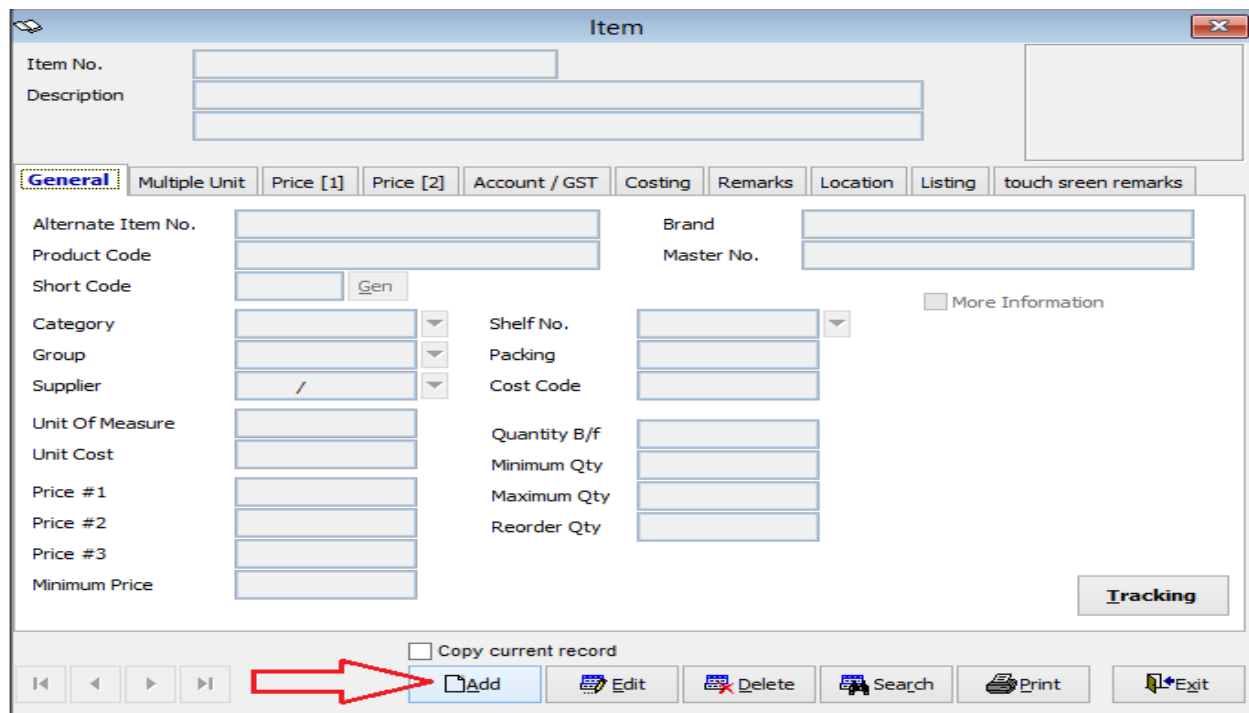 Item
Item No.
Description
General Multiple Unit Price [1] Price [2] Account / GST Costing Remarks Location Listing touch sreen remarks
Alternate Item No. Brand
Product Code Master No.
Short Code Gen
More Information
Category Shelf No.
Group Packing
Supplier / Cost Code
Unit Of Measure
Quantity B/f
Unit Cost
Minimum Qty
Price #1
Maximum Qty
Price #2
Reorder Qty
Price #3
Minimum Price
Tracking
Copy current record
Add Edit Delete Search Print Exit